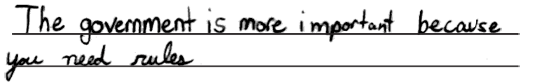 The government is more important because
you need rules